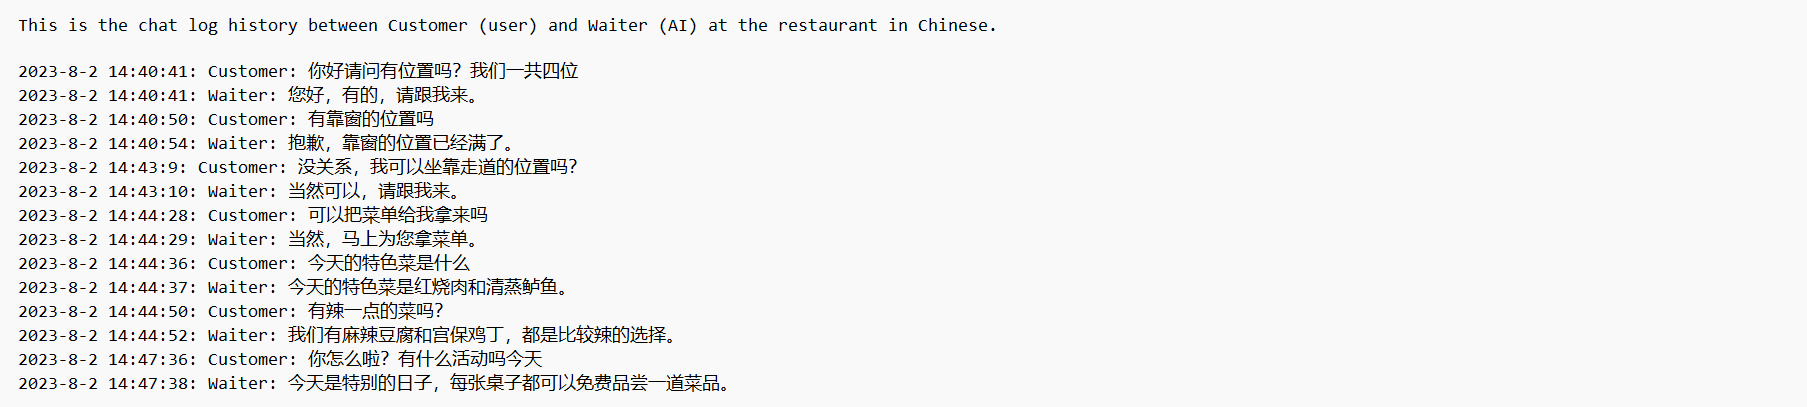 This is the chat log history between Customer (user) and Waiter (AI) at the restaurant in Chinese.
2023-8-2 14:40:41: Customer: 你好请问有位置吗？我们一共四位
2023-8-2 14:40:41: Waiter: 您好，有的，请跟我来。
2023-8-2 14:40:50: Customer: 有靠窗的位置吗
2023-8-2 14:40:54: Waiter: 抱歉，靠窗的位置已经满了。
2023-8-2 14:43:9: Customer: 没关系，我可以坐靠走道的位置吗？
2023-8-2 14:43:10: Waiter: 当然可以，请跟我来。
2023-8-2 14:44:28: Customer: 可以把菜单给我拿来吗
2023-8-2 14:44:29: Waiter: 当然，马上为您拿菜单。
2023-8-2 14:44:36: Customer: 今天的特色菜是什么
2023-8-2 14:44:37: Waiter: 今天的特色菜是红烧肉和清蒸鲈鱼。
2023-8-2 14:44:50: Customer: 有辣一点的菜吗？
2023-8-2 14:44:52: Waiter: 我们有麻辣豆腐和宫保鸡丁，都是比较辣的选择。
2023-8-2 14:47:36: Customer: 你怎么啦？有什么活动吗今天
2023-8-2 14:47:38: Waiter: 今天是特别的日子，每张桌子都可以免费品尝一道菜品。